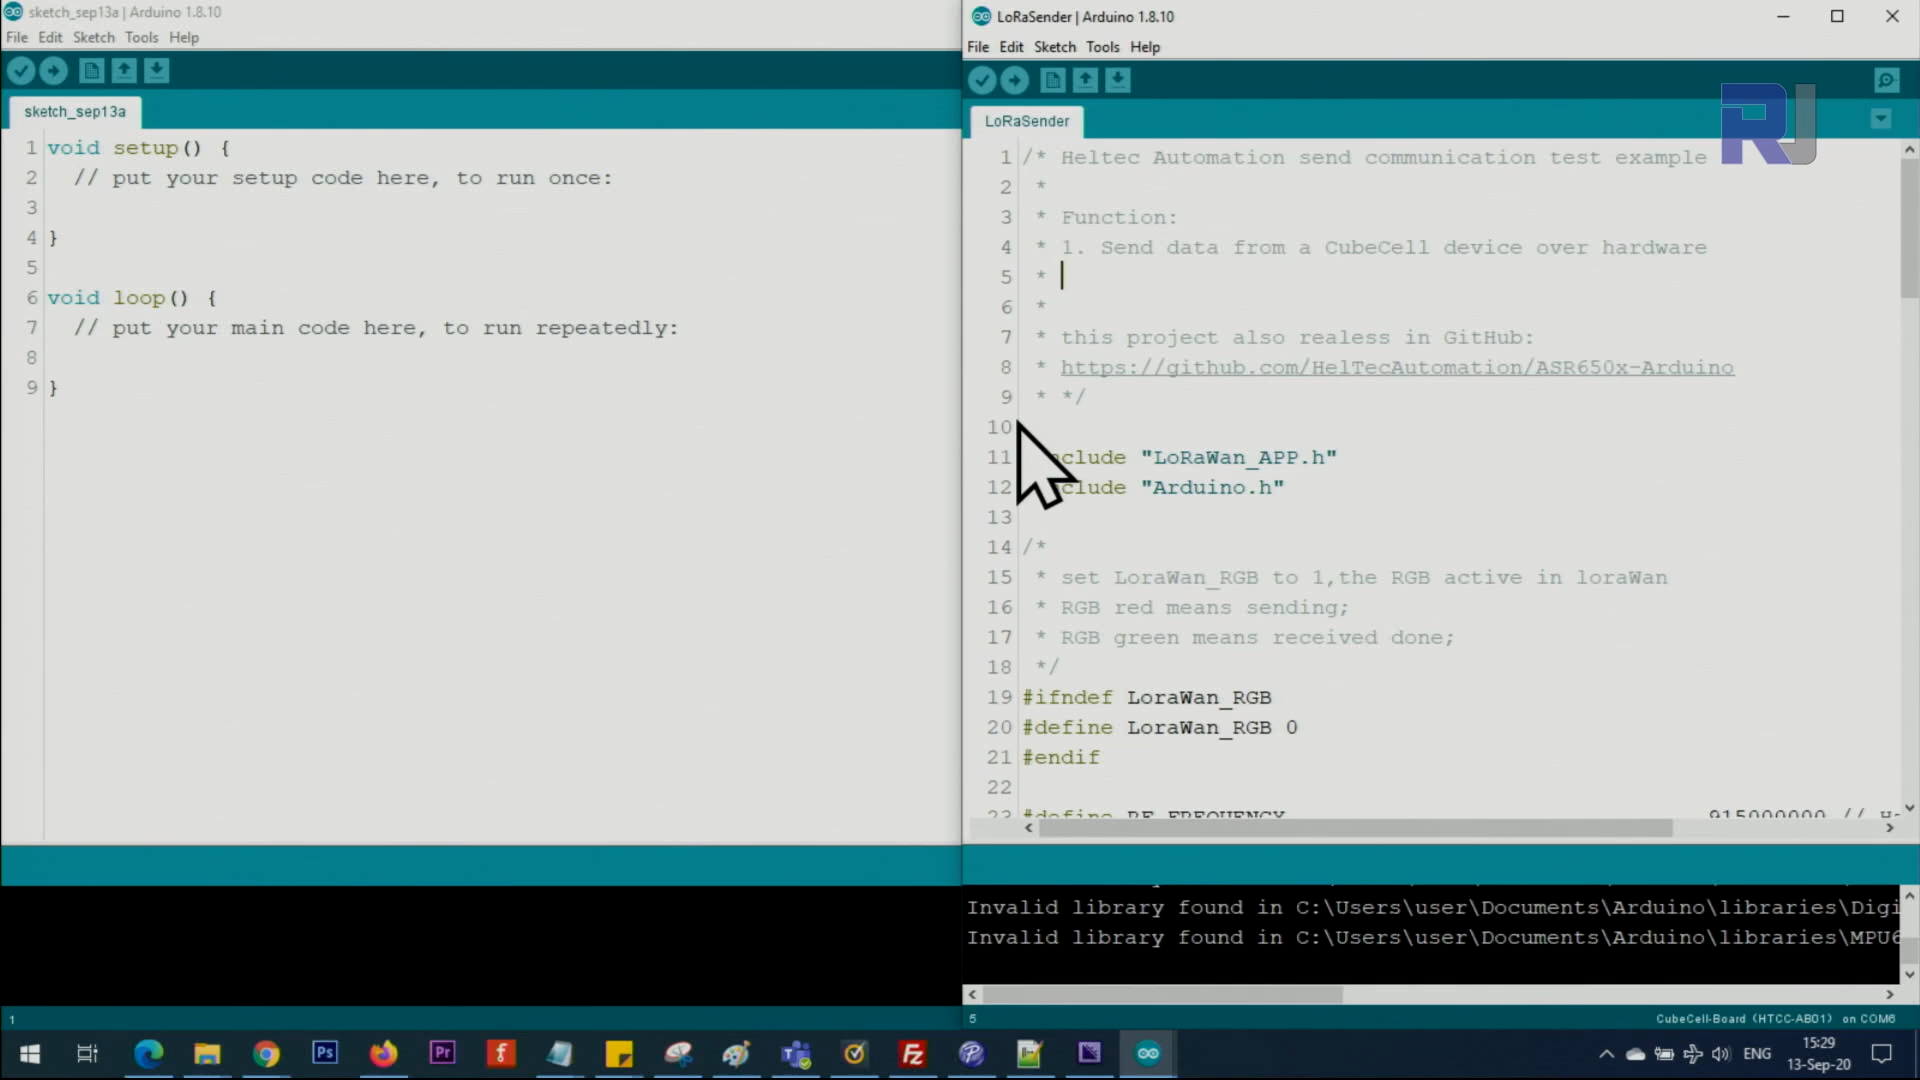 sketch_sep13a | Arduino 1.8.10
File Edit Sketch Tools Help
sketch_sep13a
1 void setup() {
2 // put your setup code here, to run once:
3
4 }
5
6 void loop() {
7 // put your main code here, to run repeatedly:
8
9 }
1
LoRaSender | Arduino 1.8.10
File Edit Sketch Tools Help
RJ
LoRaSender
1 /* Heltec Automation send communication test example
2 *
3 * Function:
4 * 1. Send data from a CubeCell device over hardware
5 *
6 *
7 * this project also realess in GitHub:
8 * https://github.com/HelTecAutomation/ASR650x-Arduino
9 * */
10
11 clude "LoRaWan_APP.h"
12 clude "Arduino.h"
13
14 /*
15 * set LoraWan_RGB to 1,the RGB active in loraWan
16 * RGB red means sending;
17 * RGB green means received done;
18 */
19 #ifndef LoraWan_RGB
20 #define LoraWan_RGB 0
21 #endif
22
23 #define RF_FREQUENCY 915000000 // H
Invalid library found in C:\Users\user\Documents\Arduino\libraries\Digi
Invalid library found in C:\Users\user\Documents\Arduino\libraries\MPU6
5 CubeCell-Board (HTCC-AB01) on COM6
Ps Pr f Fz ENG
15:29
13-Sep-20